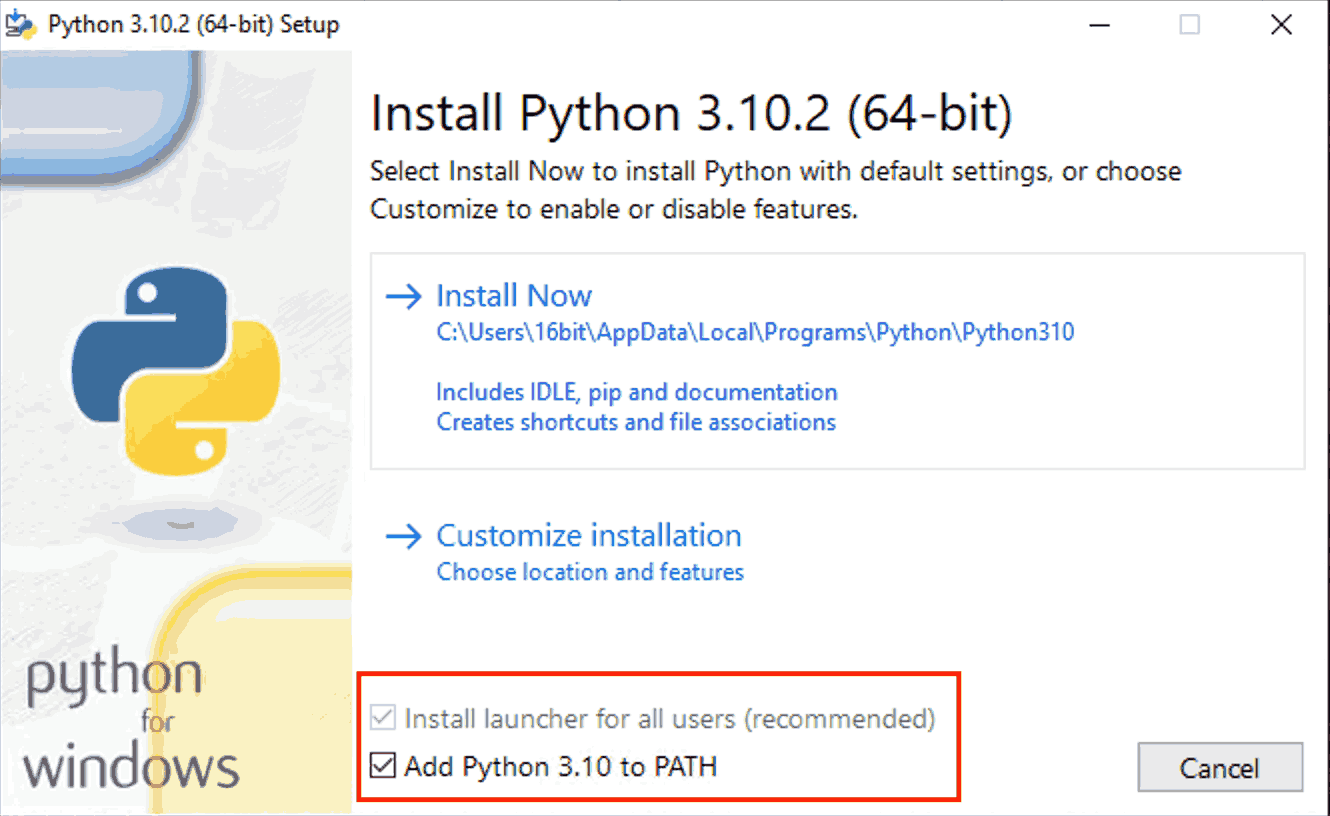 Python 3.10.2 (64-bit) Setup
Install Python 3.10.2 (64-bit)
Select Install Now to install Python with default settings, or choose
Customize to enable or disable features.
Install Now
C:\Users\16bit\AppData\Local\Programs\Python\Python310
Includes IDLE, pip and documentation
Creates shortcuts and file associations
Customize installation
Choose location and features
python
for
windows
Install launcher for all users (recommended)
Add Python 3.10 to PATH
Cancel